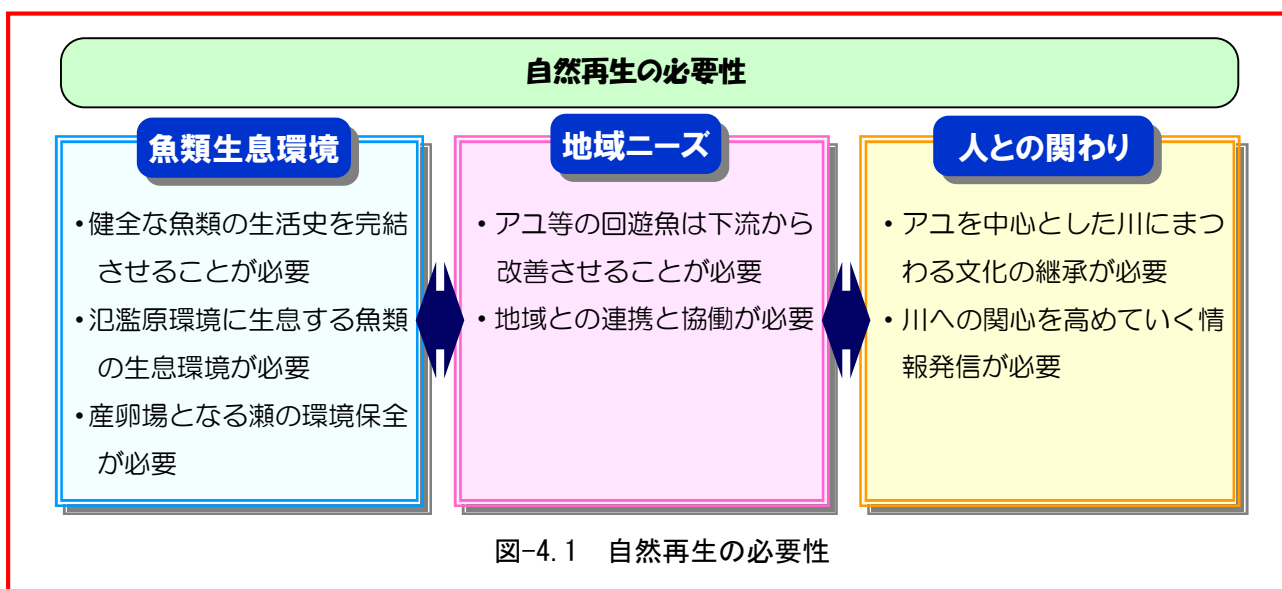 自然再生の必要性
魚類生息環境
・健全な魚類の生活史を完結
させることが必要
・氾濫原環境に生息する魚類
の生息環境が必要
・産卵場となる瀬の環境保全
が必要
地域ニーズ
・アユ等の回遊魚は下流から
改善させることが必要
・地域との連携と協働が必要
人との関わり
・アユを中心とした川にまつ
わる文化の継承が必要
・川への関心を高めていく情
報発信が必要
図-4.1 自然再生の必要性